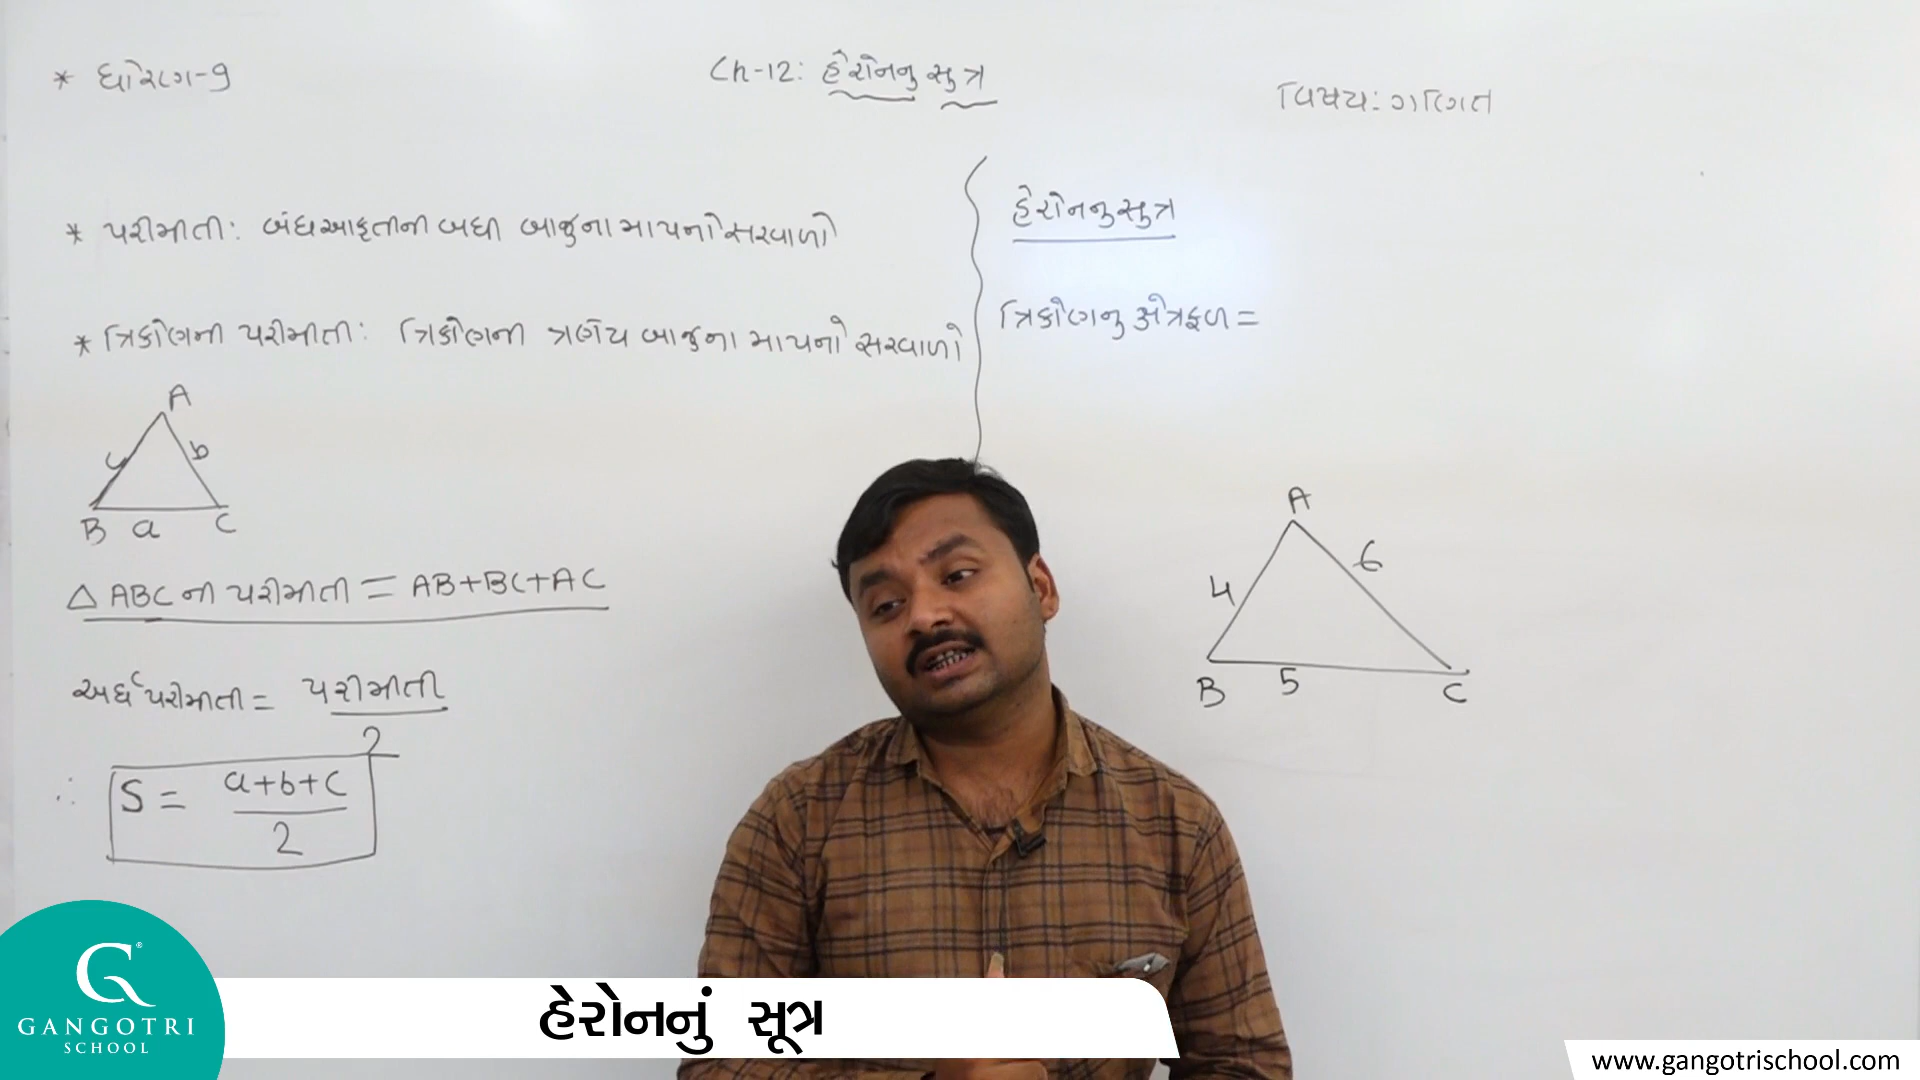 * ધોરણ-9
Ch-12: હેરોનનુ સુત્ર
વિષય: ગણિત
* પરીમીતી: બંધઆકૃતીની બધી બાજુના માપનો સરવાળો
* ત્રિકોણની પરીમીતી: ત્રિકોણની ત્રણેય બાજુના માપનો સરવાળો
A
c b
B a C
△ ABC ની પરીમીતી = AB+BC+AC
અર્ધપરીમીતી = પરીમીતી
2
∴ S = a+b+c
2
હેરોનનુ સુત્ર
ત્રિકોણનુ ક્ષેત્રફળ =
A
4 6
B 5 C
GANGOTRI
SCHOOL
હેરોનનું સૂત્ર
www.gangotrischool.com